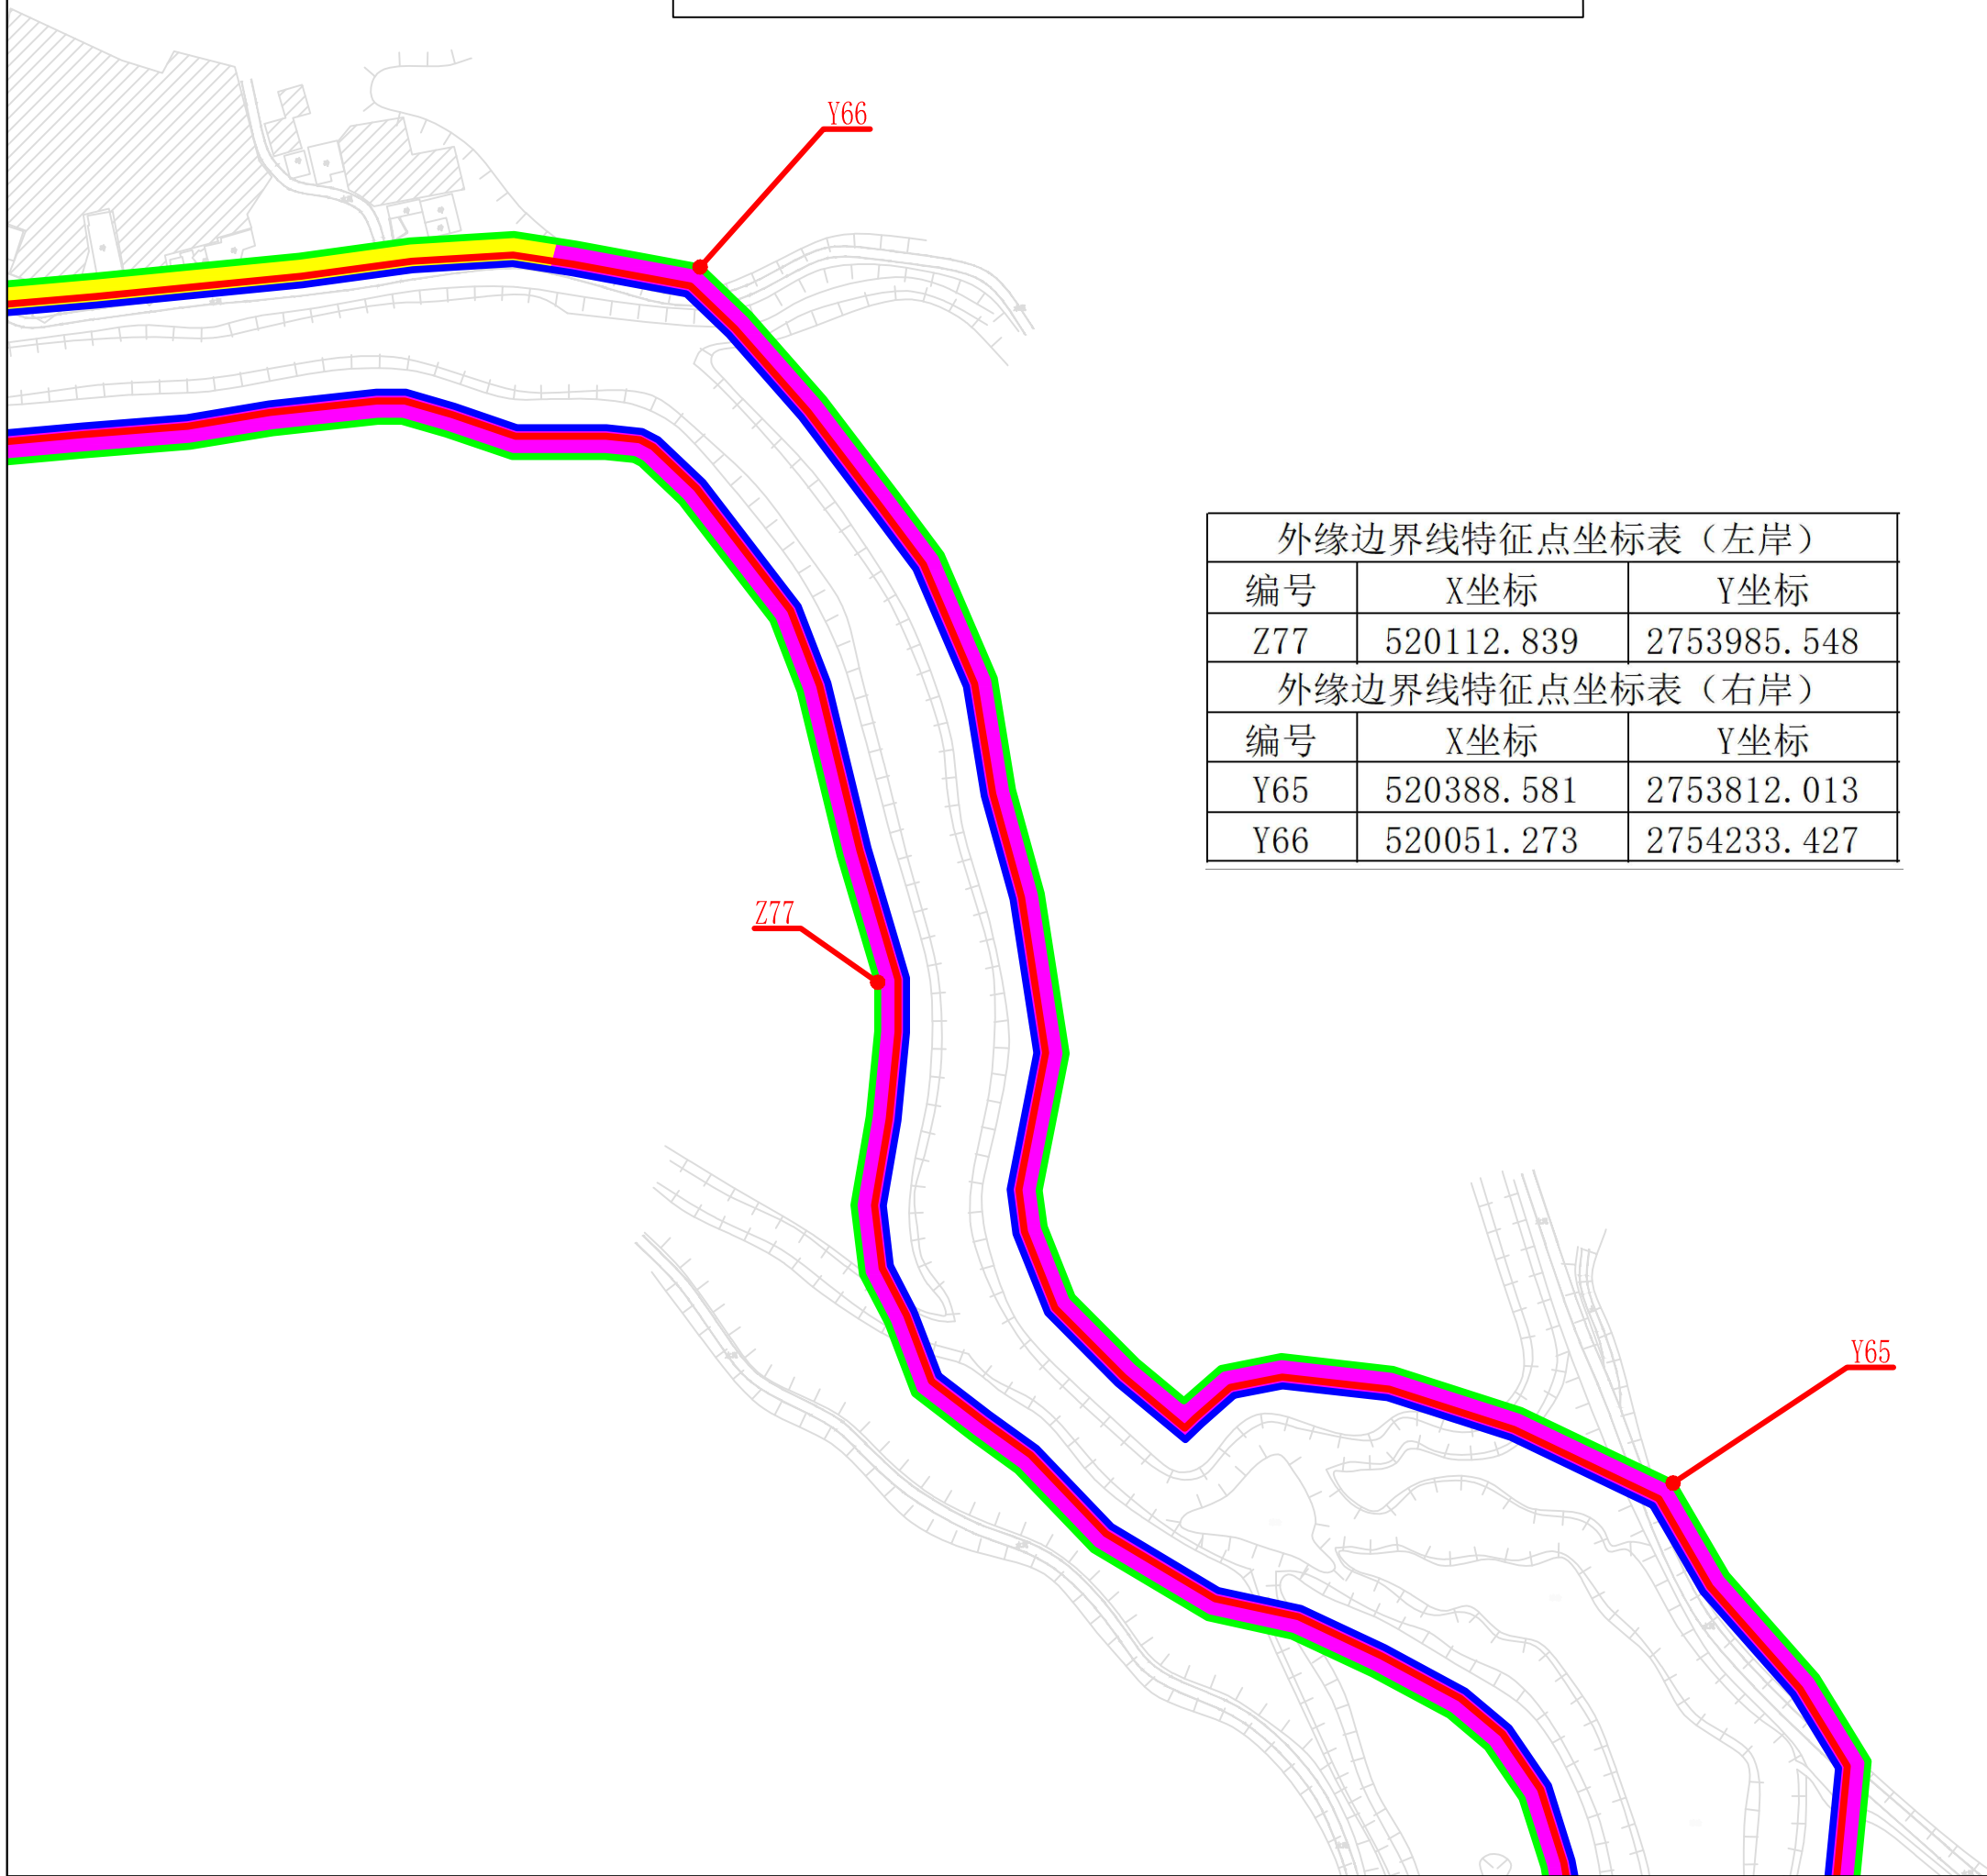 Y66
外缘边界线特征点坐标表（左岸）
编号 X坐标 Y坐标
Z77 520112.839 2753985.548
外缘边界线特征点坐标表（右岸）
编号 X坐标 Y坐标
Y65 520388.581 2753812.013
Y66 520051.273 2754233.427
Z77
Y65